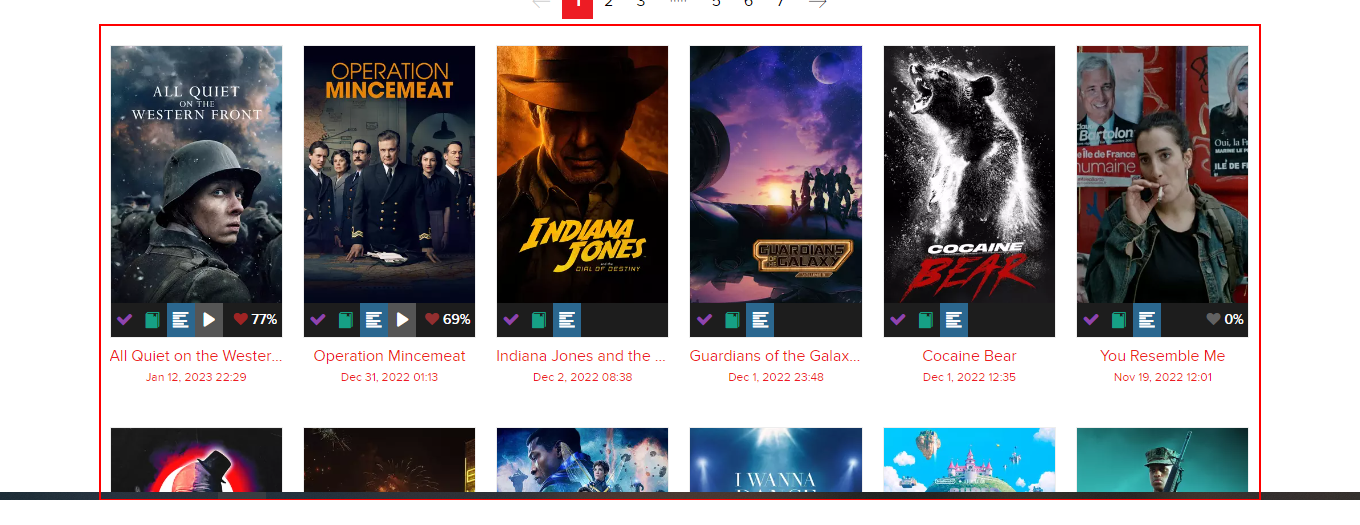 1 2 3 ..... 5 6 7
ALL QUIET
ON THE
WESTERN FRONT
OPERATION
MINCEMEAT
INDIANA
JONES
AND THE
DIAL OF DESTINY
GUARDIANS
OF THE
GALAXY
COCAINE
BEAR
Bartolon
Île de France
humaine
Oui, la F
MARINE LE P
ILE DE F
77%
69%
0%
All Quiet on the Wester...
Operation Mincemeat
Indiana Jones and the ...
Guardians of the Galax...
Cocaine Bear
You Resemble Me
Jan 12, 2023 22:29
Dec 31, 2022 01:13
Dec 2, 2022 08:38
Dec 1, 2022 23:48
Dec 1, 2022 12:35
Nov 19, 2022 12:01
I WANNA